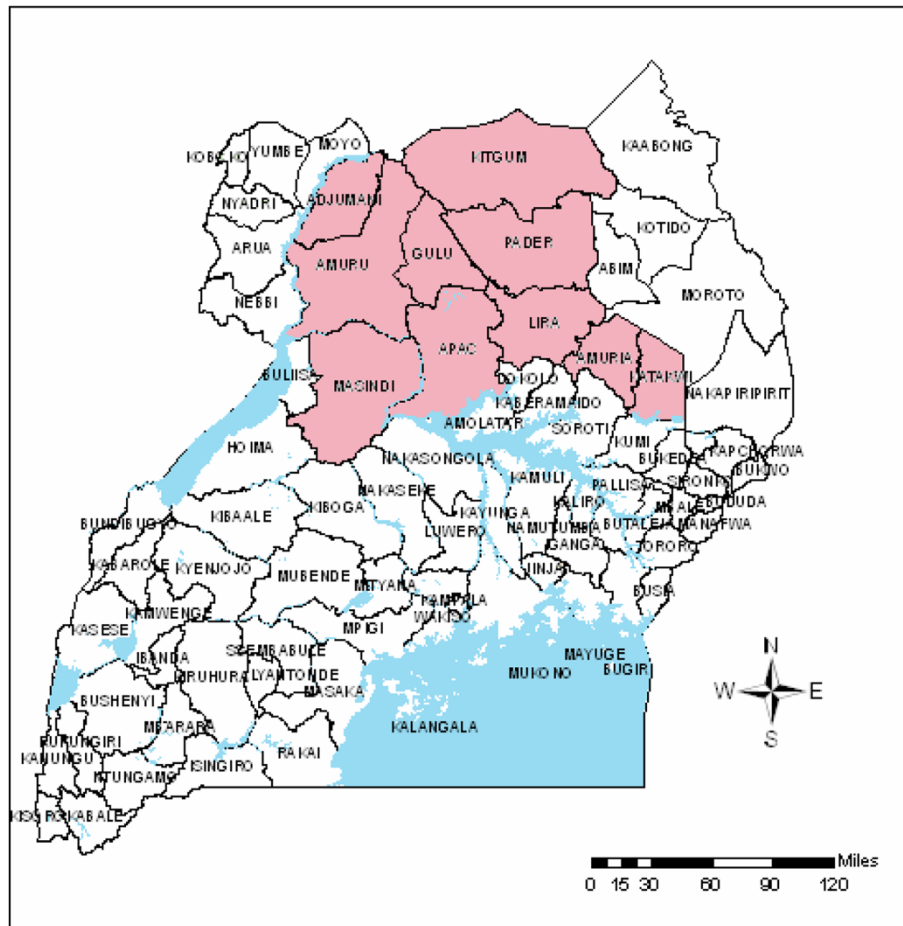 KAABONG
MOYO
YUMBE
KOBOKO
KITGUM
ADJUMANI
NYADRI
KOTIDO
PADER
ARUA
GULU
AMURU
ABIM
NEBBI
MOROTO
LIRA
APAC
AMURIA
BULIISA
KATAKWI
DOKOLO
MASINDI
NAKAPIRIPIRIT
KABERAMAIDO
AMOLATAR
SOROTI
KUMI
HOIMA
NAKASONGOLA
BUKEDEA
KAPCHORWA
BUKWO
KAMULI
SIRONKO
PALLISA
NAKASEKE
KIBOGA
KALIRO
MBALE
BUDUDA
KAYUNGA
KIBAALE
BUNDIBUGYO
LUWERO
NAMUTUMBA
BUTALEJA
MANAFWA
GANGA
TORORO
KABAROLE
KYENJOJO
JINJA
MUBENDE
MITYANA
BUSIA
KAMPALA
KAMWENGE
WAKISO
KASESE
MPIGI
SSEMBABULE
IBANDA
MAYUGE
BUGIRI
KIRUHURA
LYANTONDE
MUKONO
MASAKA
BUSHENYI
MBARARA
KALANGALA
RUKUNGIRI
RAKAI
KANUNGU
ISINGIRO
NTUNGAMO
KISORO
KABALE
N
W E
S
Miles
0 15 30 60 90 120